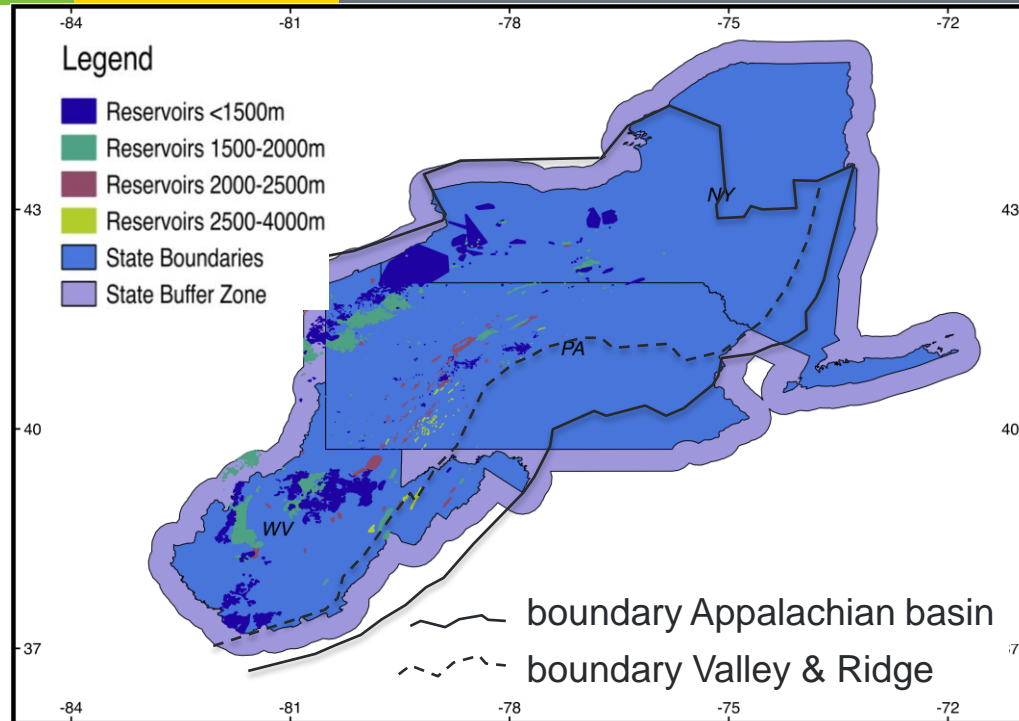 -84 -81 -78 -75 -72
Legend
Reservoirs <1500m
Reservoirs 1500-2000m
Reservoirs 2000-2500m
Reservoirs 2500-4000m
State Boundaries
State Buffer Zone
NY
43 43
PA
40 40
WV
boundary Appalachian basin
37 37
boundary Valley & Ridge
-84 -81 -78 -75 -72